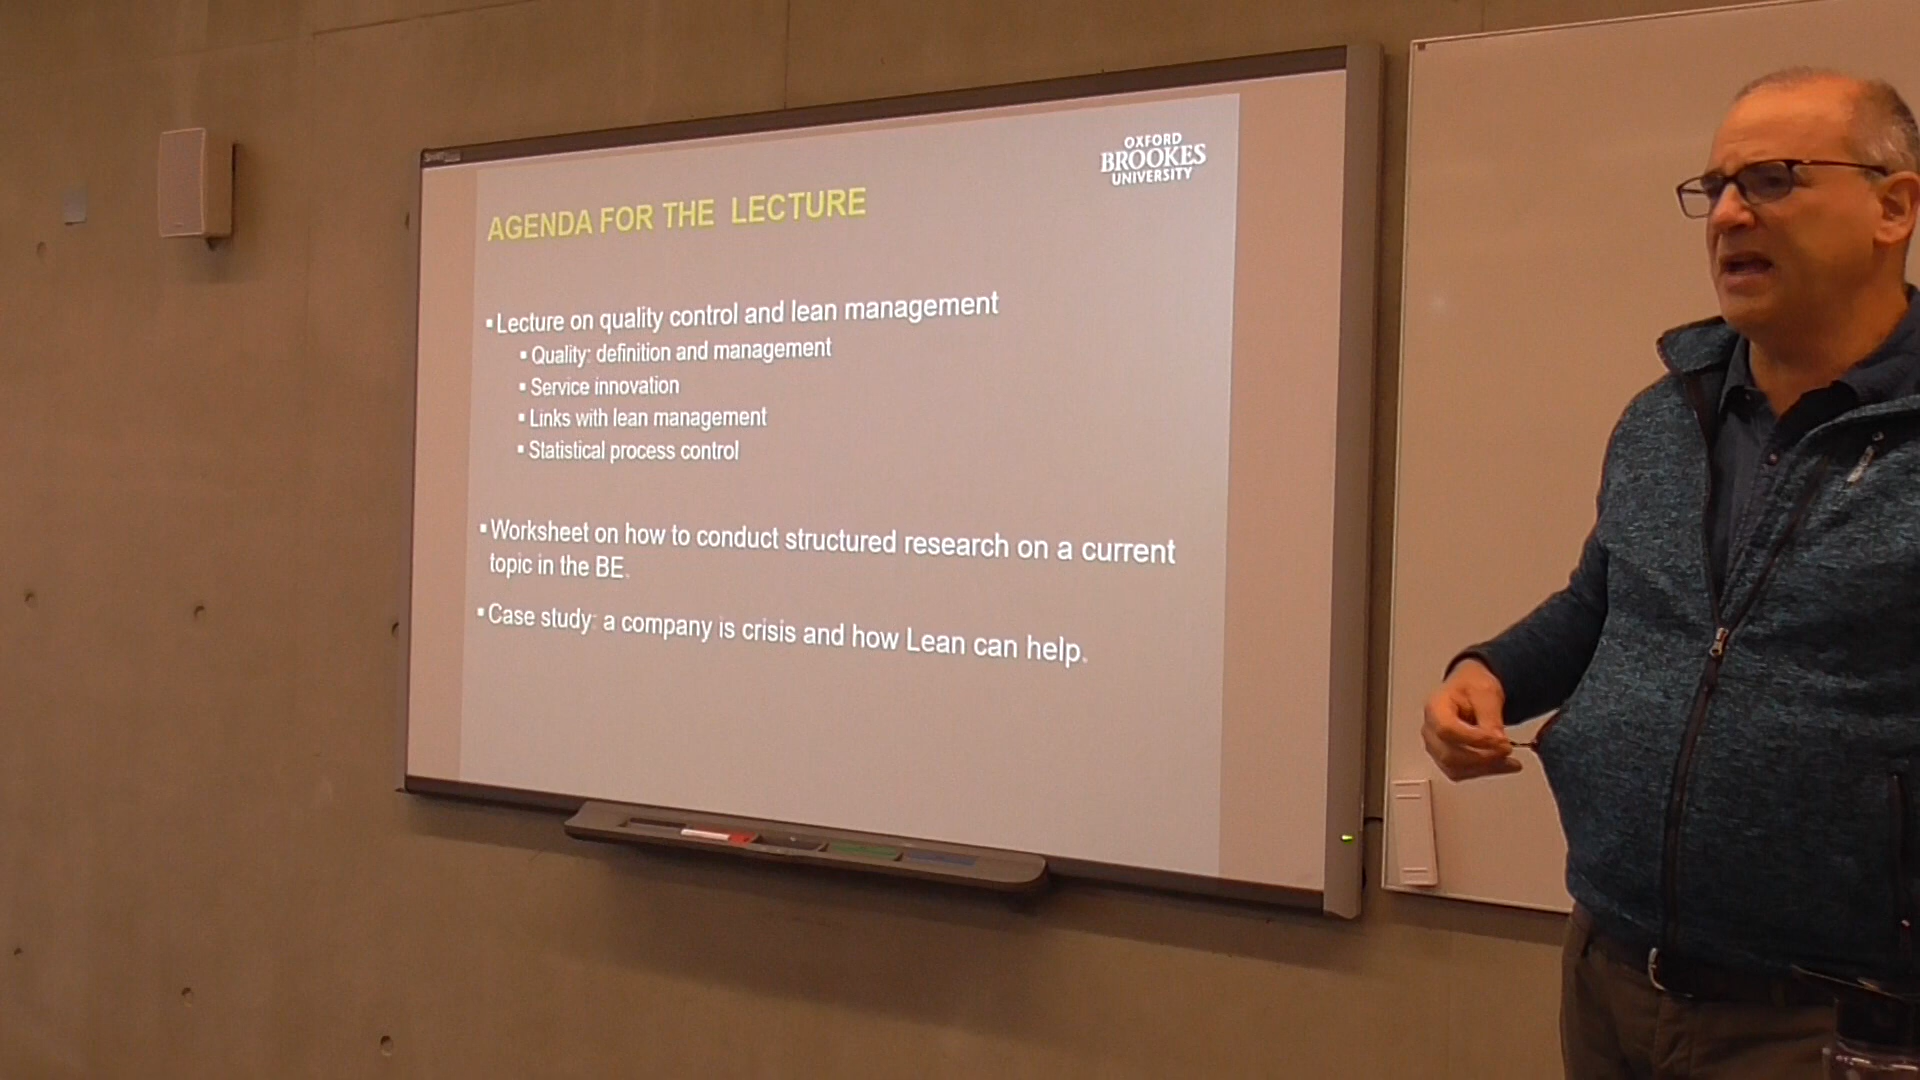 OXFORD
BROOKES
UNIVERSITY
AGENDA FOR THE LECTURE
▪Lecture on quality control and lean management
▪ Quality: definition and management
▪ Service innovation
▪ Links with lean management
▪ Statistical process control
▪Worksheet on how to conduct structured research on a current
topic in the BE.
▪Case study: a company is crisis and how Lean can help.